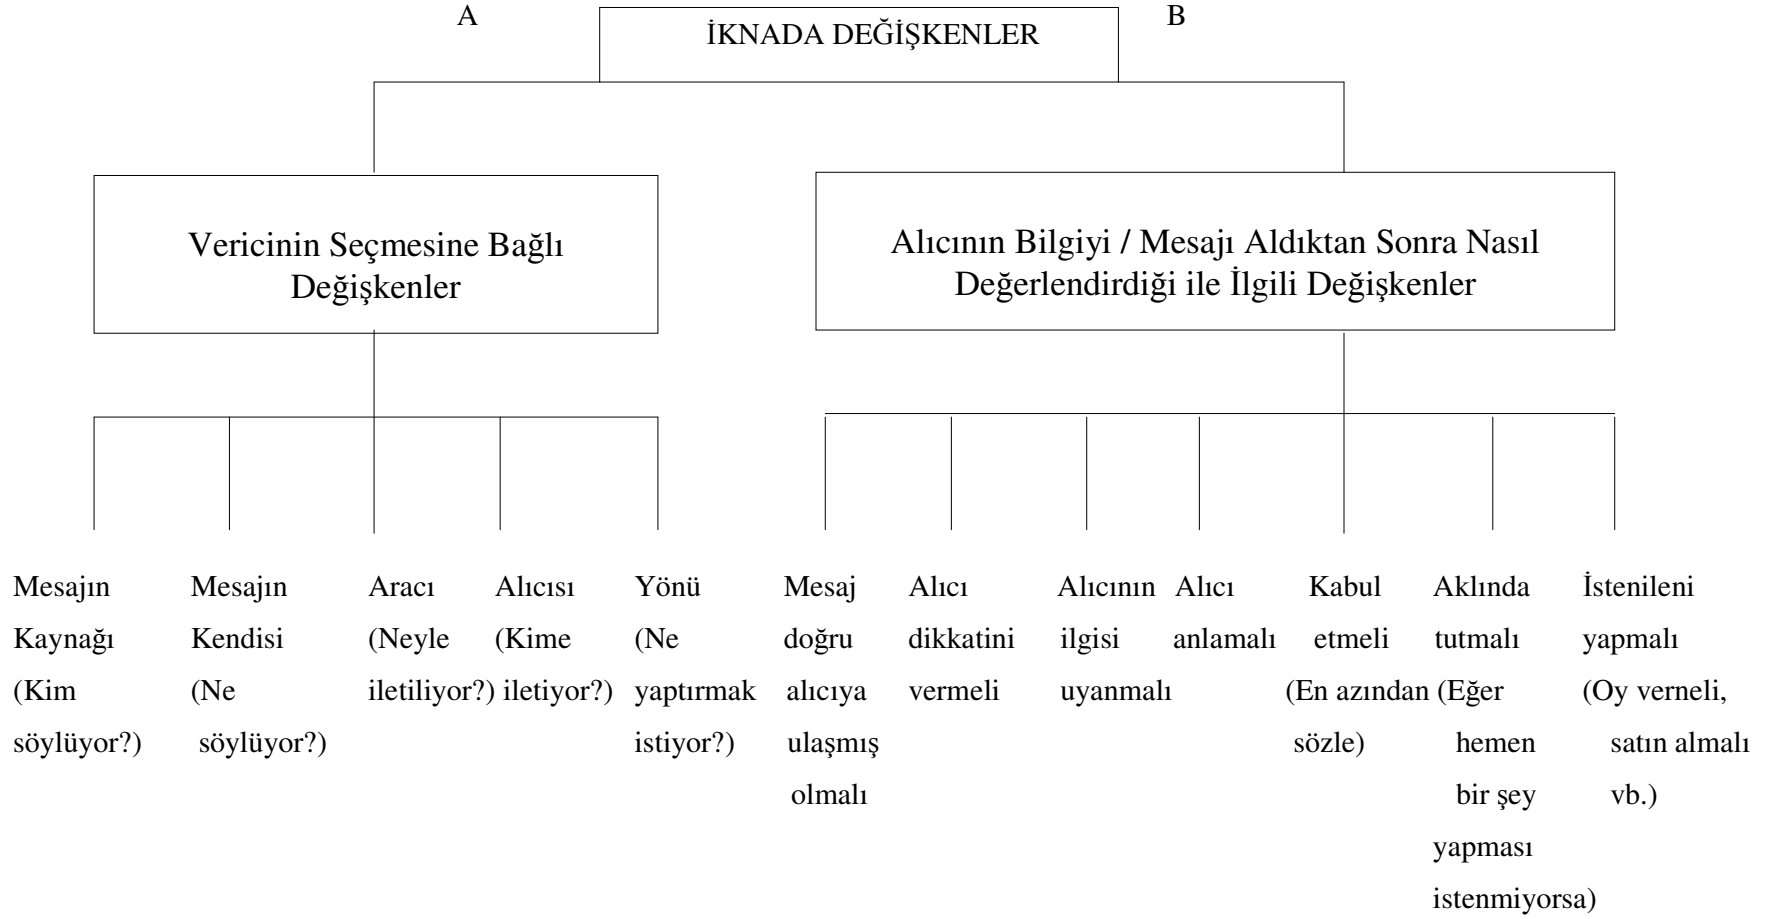 A
İKNADA DEĞİŞKENLER
B
Vericinin Seçmesine Bağlı
Değişkenler
Alıcının Bilgiyi / Mesajı Aldıktan Sonra Nasıl
Değerlendirdiği ile İlgili Değişkenler
Mesajın
Kaynağı
(Kim
söylüyor?)
Mesajın
Kendisi
(Ne
söylüyor?)
Aracı
(Neyle
iletiliyor?)
Alıcısı
(Kime
iletiyor?)
Yönü
(Ne
yaptırmak
istiyor?)
Mesaj
doğru
alıcıya
ulaşmış
olmalı
Alıcı
dikkatini
vermeli
Alıcının
ilgisi
uyanmalı
Alıcı
anlamalı
Kabul
etmeli
(En azından
sözle)
Aklında
tutmalı
(Eğer
hemen
bir şey
yapması
istenmiyorsa)
İstenileni
yapmalı
(Oy verneli,
satın almalı
vb.)